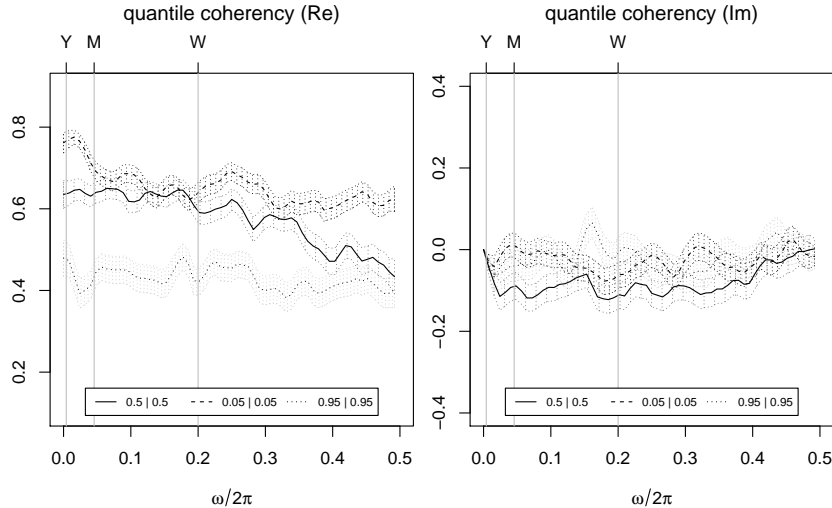 quantile coherency (Re)
Y M W
0.8
0.6
0.4
0.2
0.5 | 0.5 0.05 | 0.05 0.95 | 0.95
0.0 0.1 0.2 0.3 0.4 0.5
ω/2π
quantile coherency (Im)
Y M W
0.4
0.2
0.0
−0.2
−0.4
0.5 | 0.5 0.05 | 0.05 0.95 | 0.95
0.0 0.1 0.2 0.3 0.4 0.5
ω/2π